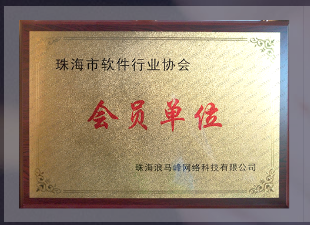 珠海市软件行业协会
会员单位
珠海浪马峰网络科技有限公司